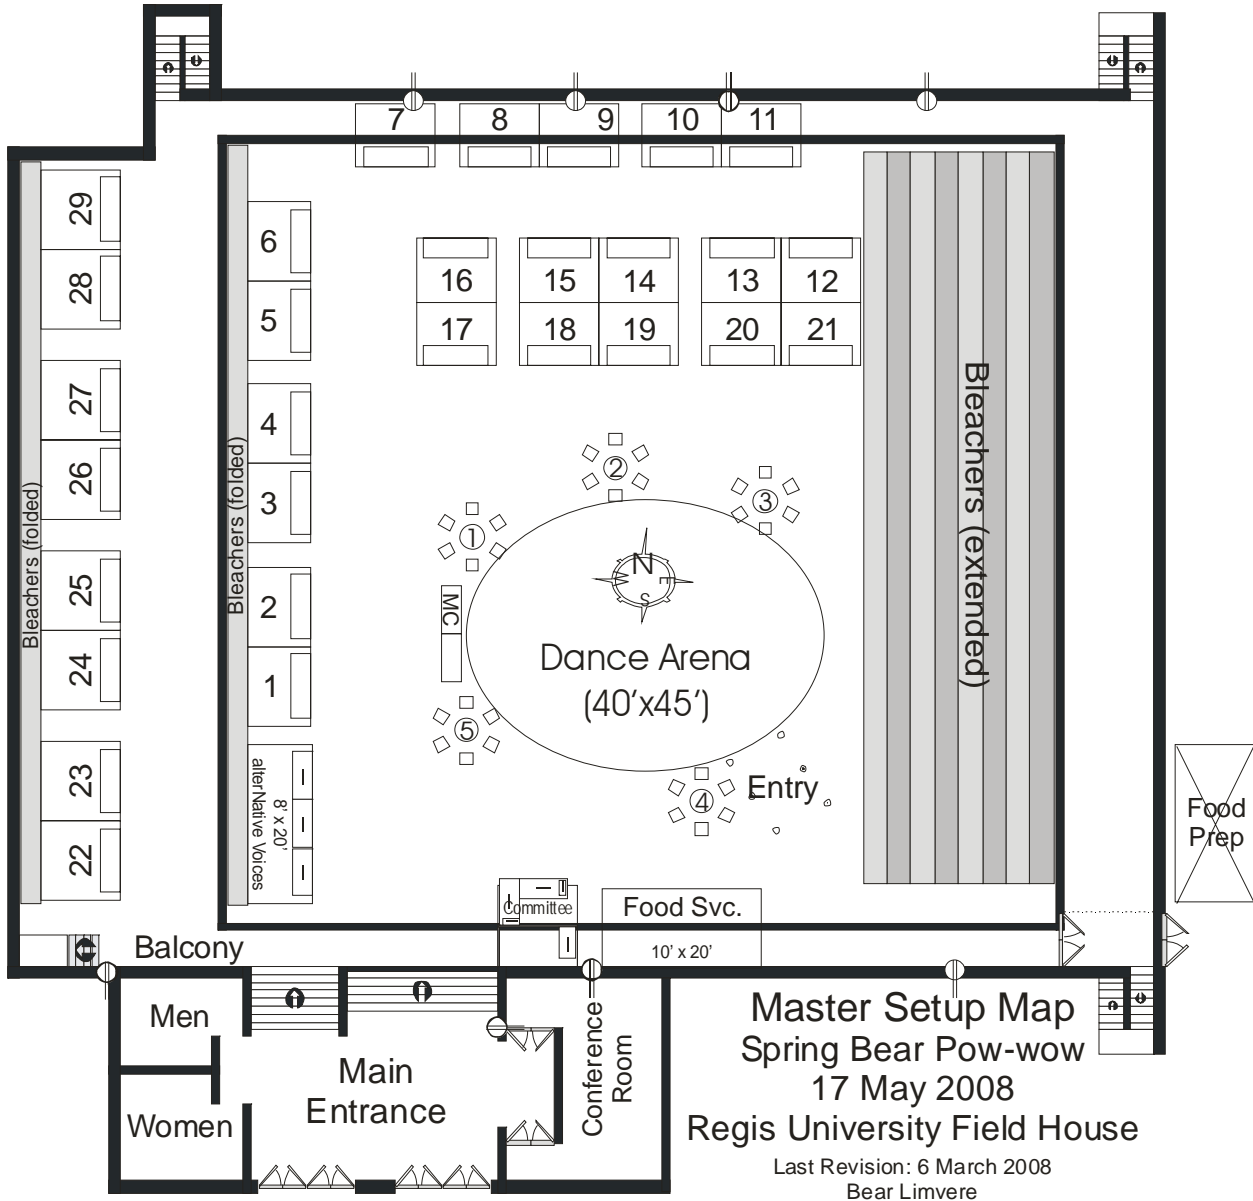 7 8 9 10 11
29
28
27
26
25
24
23
22
Bleachers (folded)
6
5
4
3
2
1
Bleachers (folded)
8' x 20'
alterNative Voices
16 15 14 13 12
17 18 19 20 21
Bleachers (extended)
1
2
3
4
5
MC
N
W E
S
Dance Arena
(40'x45')
Entry
Food
Prep
Committee
Food Svc.
10' x 20'
Balcony
Men
Women
Main
Entrance
Conference
Room
Master Setup Map
Spring Bear Pow-wow
17 May 2008
Regis University Field House
Last Revision: 6 March 2008
Bear Limvere